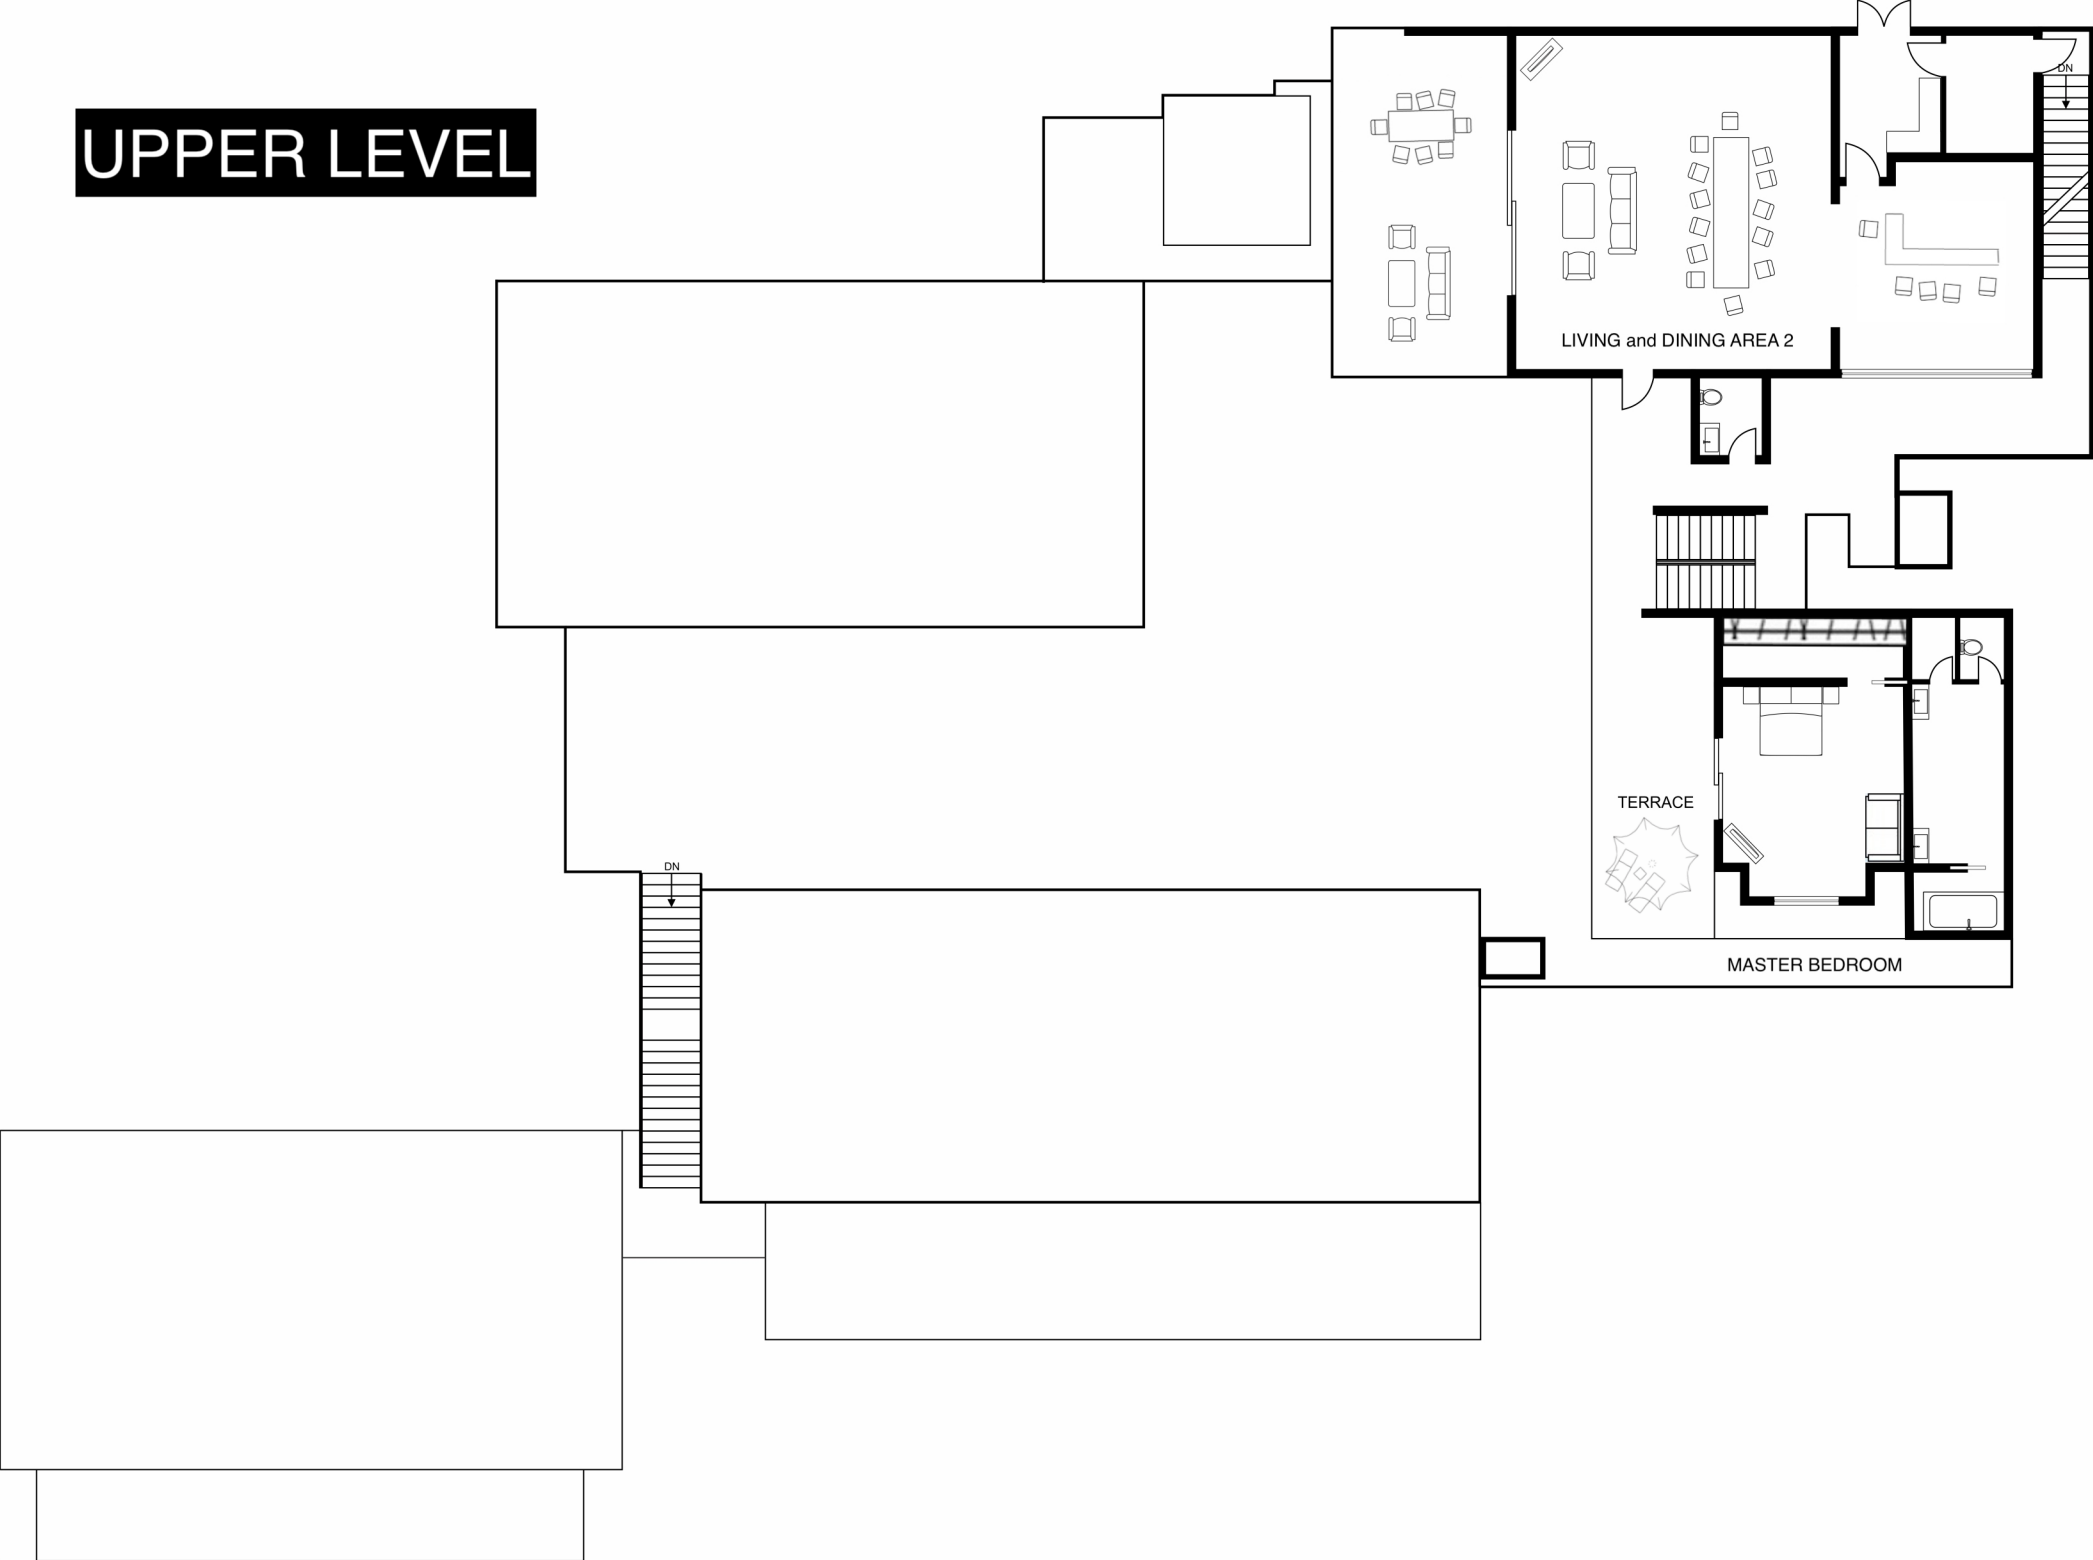 DN
UPPER LEVEL
LIVING and DINING AREA 2
TERRACE
DN
MASTER BEDROOM